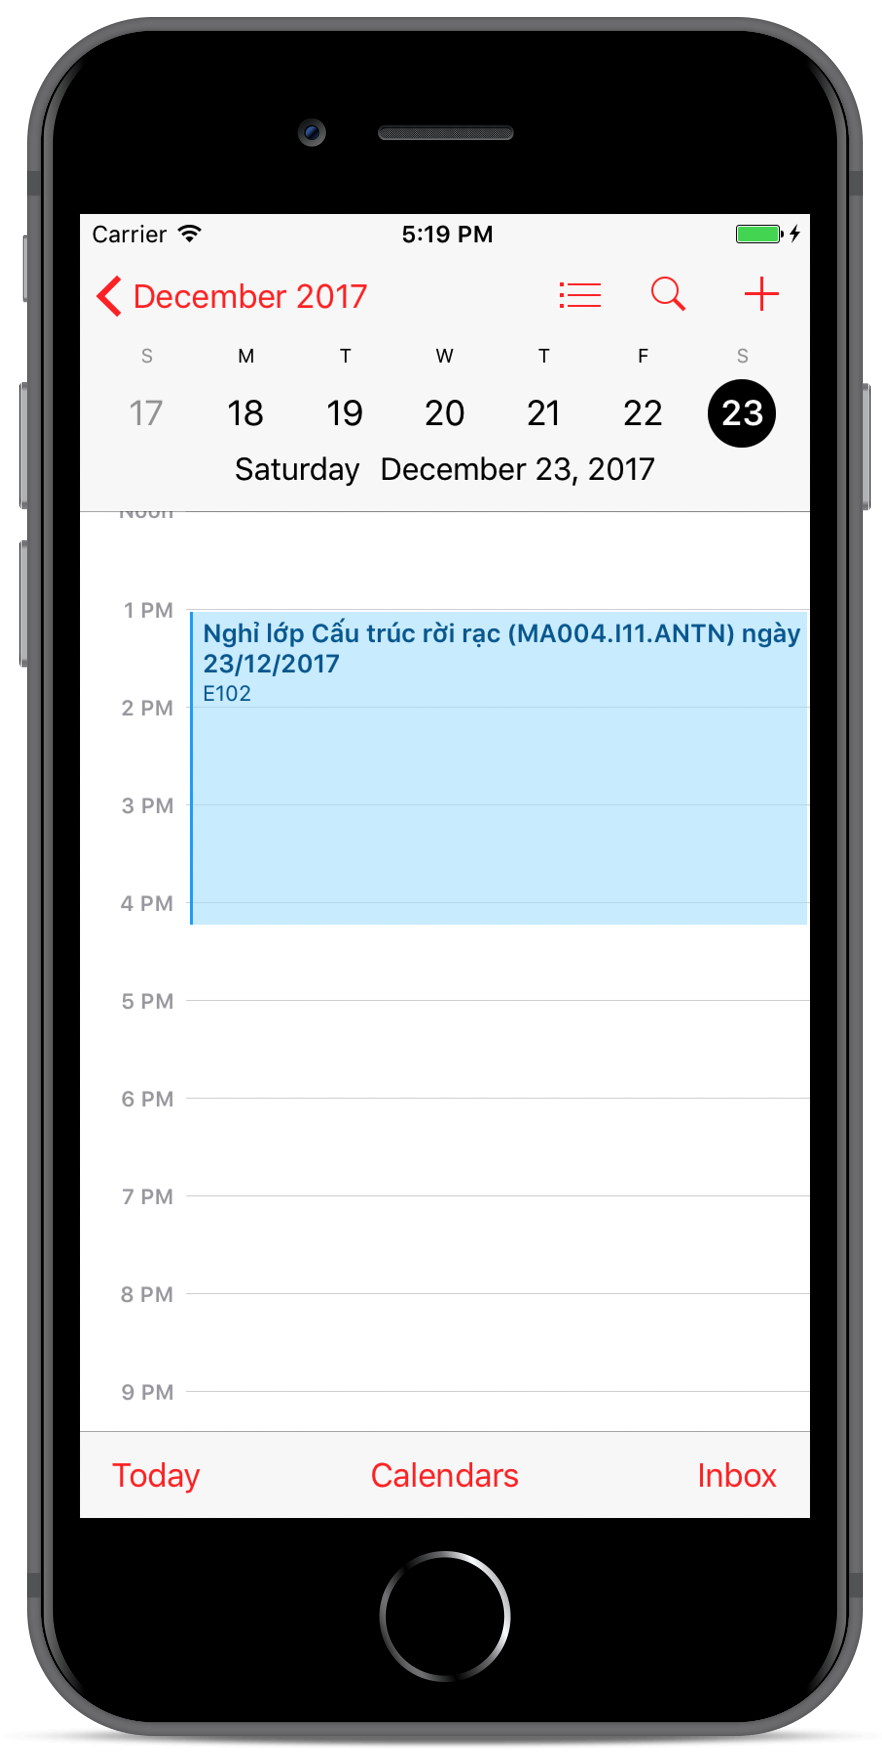 Carrier 5:19 PM
December 2017
S M T W T F S
17 18 19 20 21 22 23
Saturday December 23, 2017
Noon
1 PM
Nghỉ lớp Cấu trúc rời rạc (MA004.I11.ANTN) ngày
23/12/2017
E102
2 PM
3 PM
4 PM
5 PM
6 PM
7 PM
8 PM
9 PM
Today Calendars Inbox